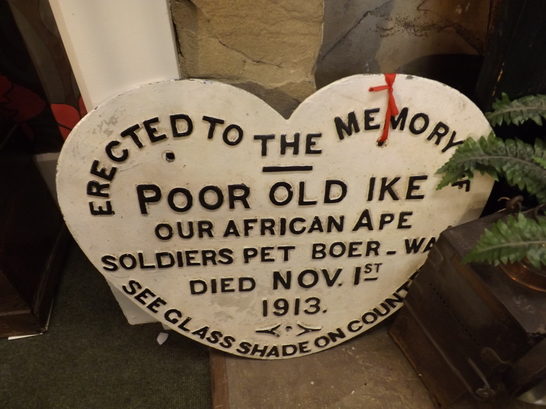 ERECTED TO THE MEMORY
POOR OLD IKE
OUR AFRICAN APE
SOLDIERS PET BOER-WA
DIED NOV. 1ST
1913.
SEE GLASS SHADE ON COUNT